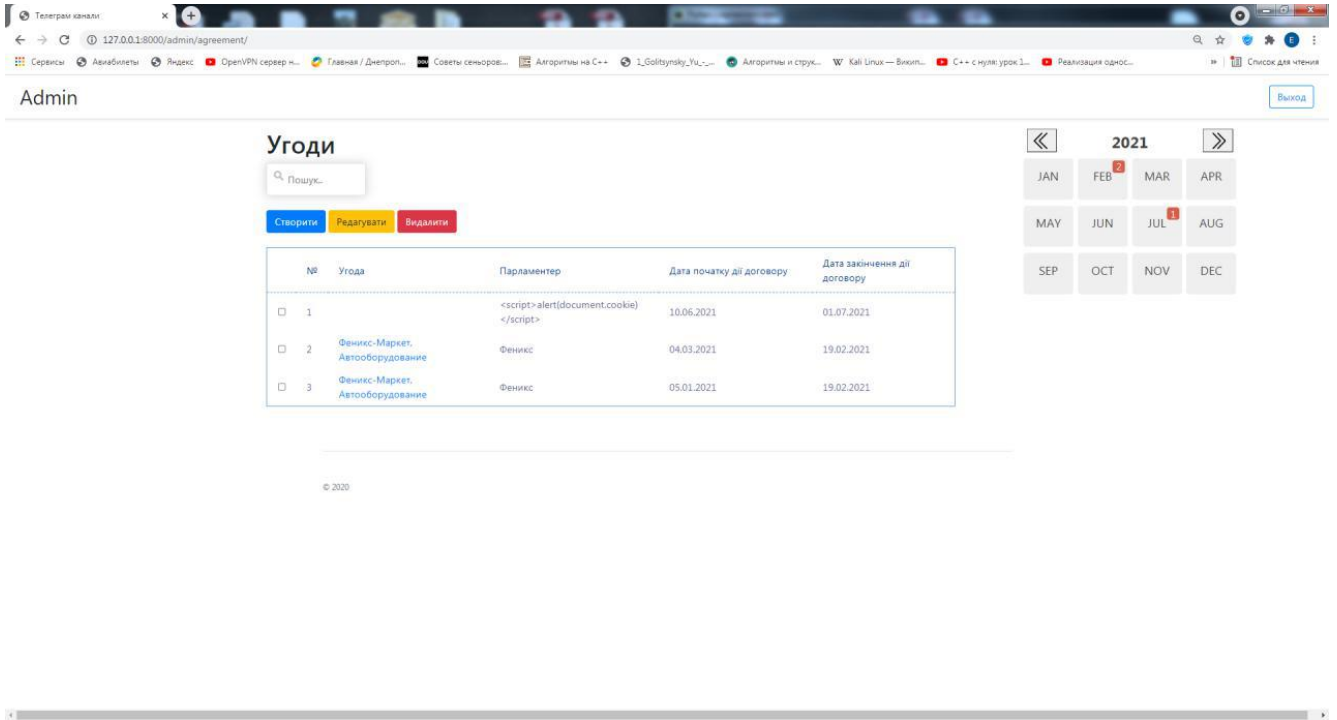 Телеграм канали
127.0.0.1:8000/admin/agreement/
Сервисы Авиабилеты Яндекс OpenVPN сервер н... Главная / Днепроп... Советы сеньоров... Алгоритмы на C++ 1_Golitsynsky_Yu_-_... Алгоритмы и струк... Kali Linux — Викип... C++ с нуля: урок 1... Реализация однос... » Список для чтения
Admin
Выход
Угоди
Пошук..
Створити Редагувати Видалити
№ Угода Парламентер Дата початку дії договору Дата закінчення дії
договору
1 <script>alert(document.cookie) 10.06.2021 01.07.2021
</script>
2 Феникс-Маркет, Феникс 04.03.2021 19.02.2021
Автооборудование
3 Феникс-Маркет, Феникс 05.01.2021 19.02.2021
Автооборудование
2021
JAN FEB 2 MAR APR
MAY JUN JUL 1 AUG
SEP OCT NOV DEC
© 2020